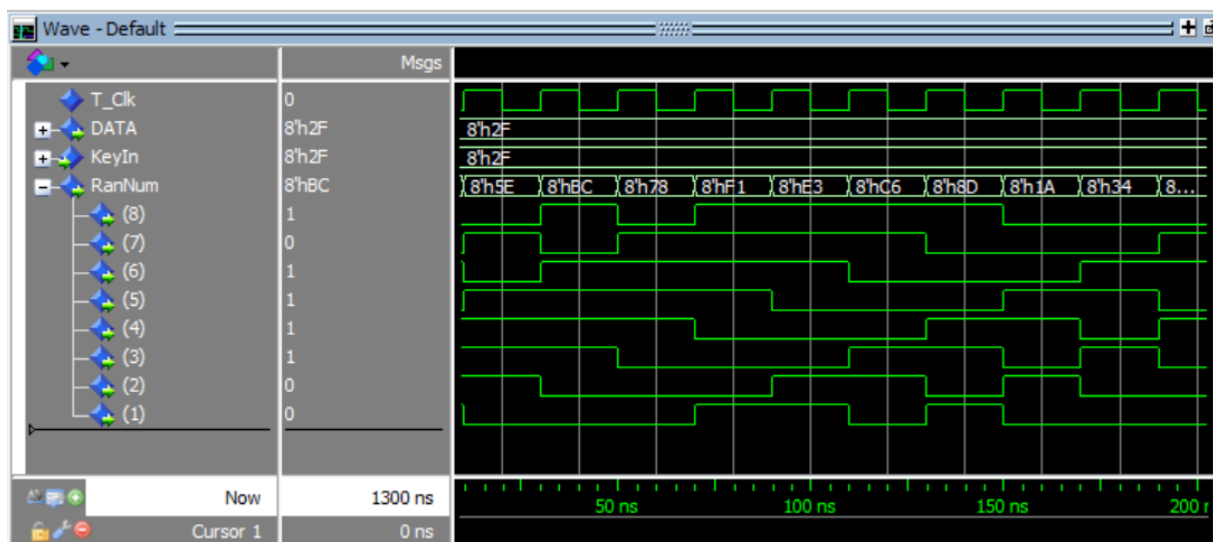 Wave - Default
Msgs
T_Clk 0
DATA 8'h2F 8'h2F
KeyIn 8'h2F 8'h2F
RanNum 8'hBC 8'h5E 8'hBC 8'h78 8'hF1 8'hE3 8'hC6 8'h8D 8'h1A 8'h34 8...
(8) 1
(7) 0
(6) 1
(5) 1
(4) 1
(3) 1
(2) 0
(1) 0
Now 1300 ns 50 ns 100 ns 150 ns 200
Cursor 1 0 ns